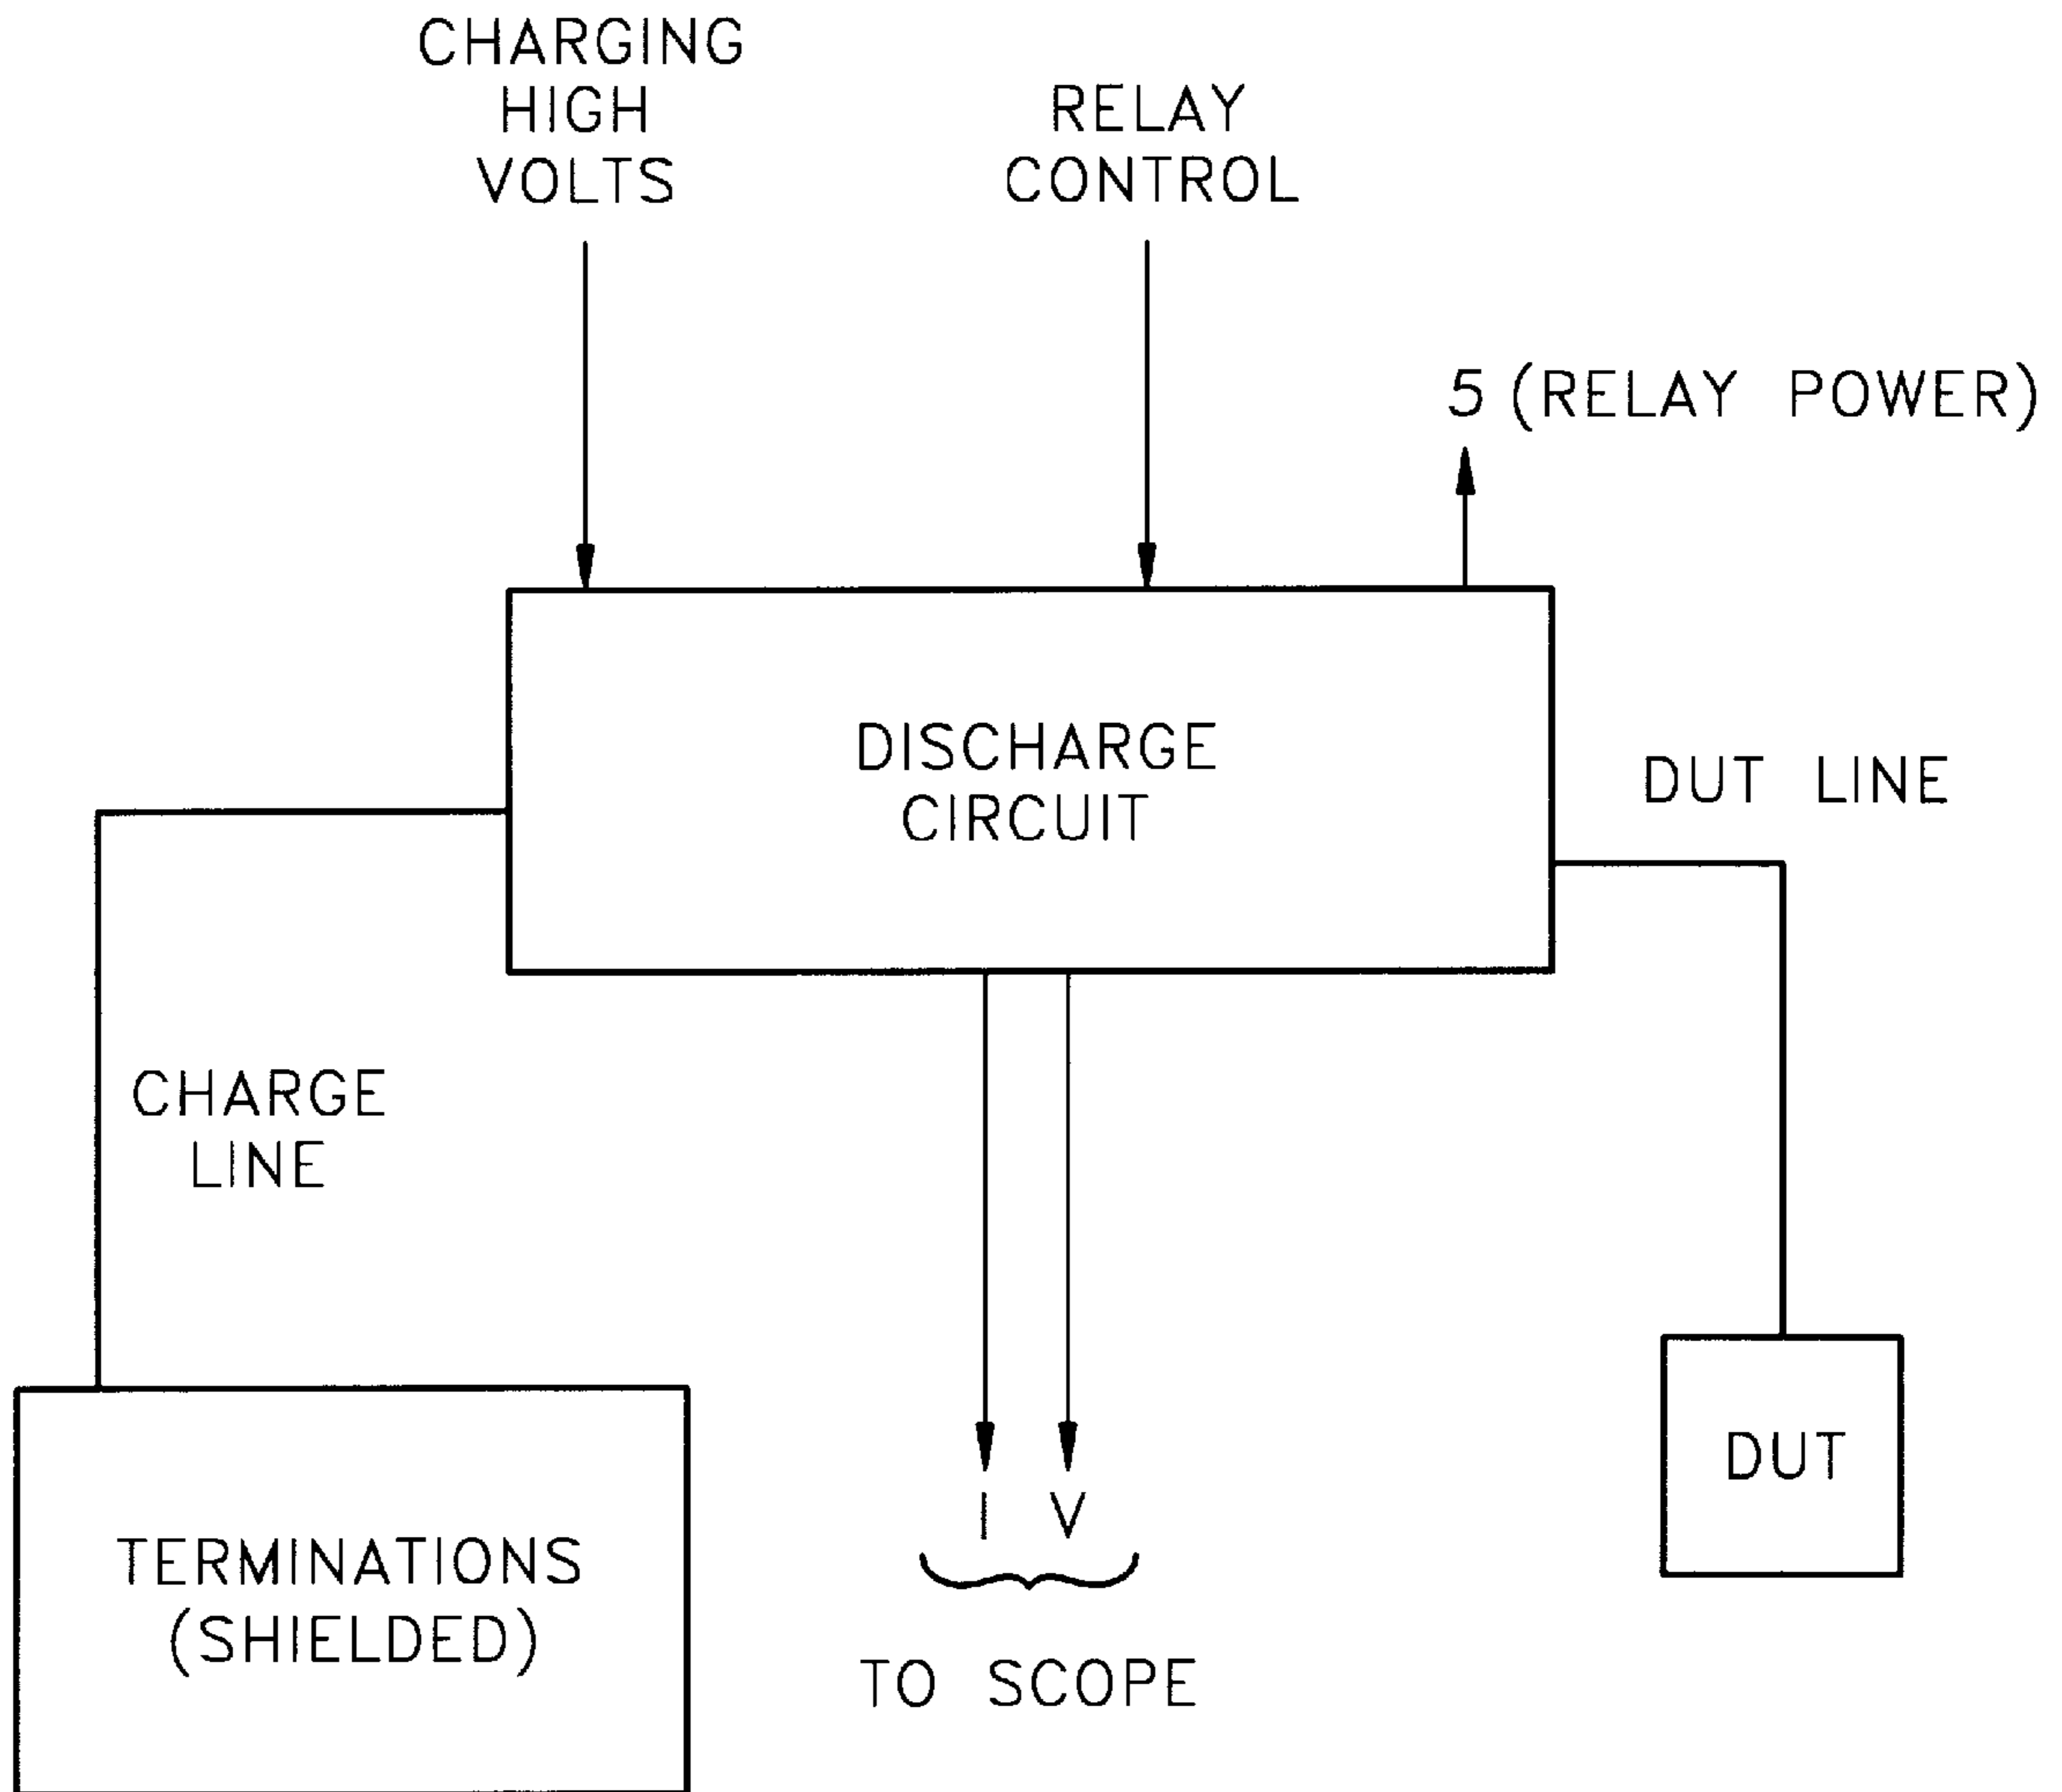 CHARGING
HIGH
VOLTS
RELAY
CONTROL
5 (RELAY POWER)
DISCHARGE
CIRCUIT
DUT LINE
CHARGE
LINE
I V
DUT
TERMINATIONS
(SHIELDED)
TO SCOPE